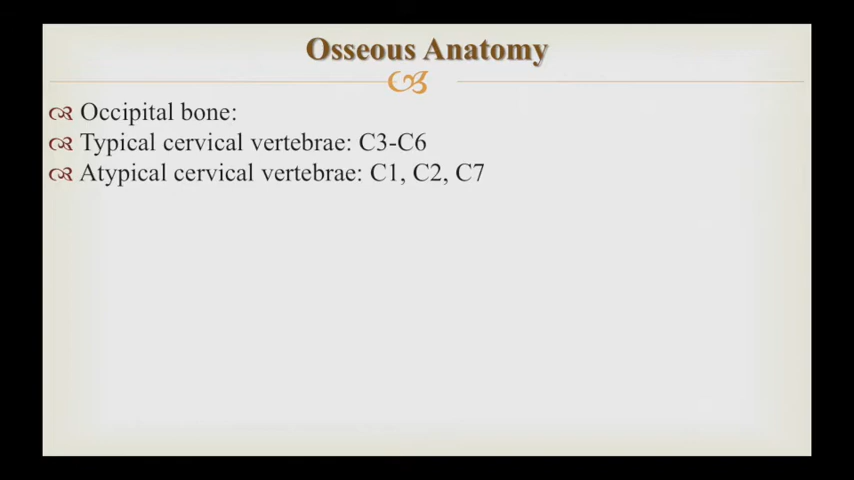 Osseous Anatomy
Occipital bone:
Typical cervical vertebrae: C3-C6
Atypical cervical vertebrae: C1, C2, C7